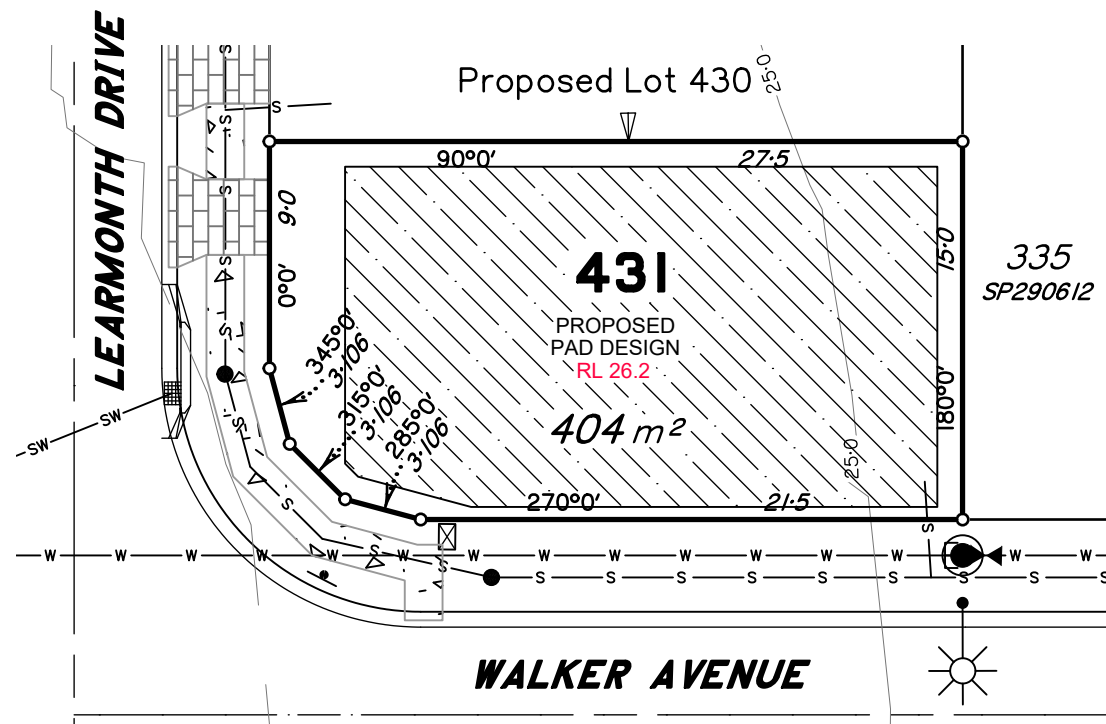 LEARMONTH DRIVE
Proposed Lot 430
25·0
S
S
S
S
90°0′
27·5
9·0
0°0′
15·0
180°0′
431
PROPOSED
PAD DESIGN
RL 26.2
404 m²
335
SP290612
345°0′
3·106
315°0′
3·106
285°0′
3·106
25·0
270°0′
21·5
S
S
S
S
S
S
S
SW
SW
W
W
W
W
W
W
W
W
W
W
W
W
W
W
S
S
S
S
S
S
S
S
WALKER AVENUE